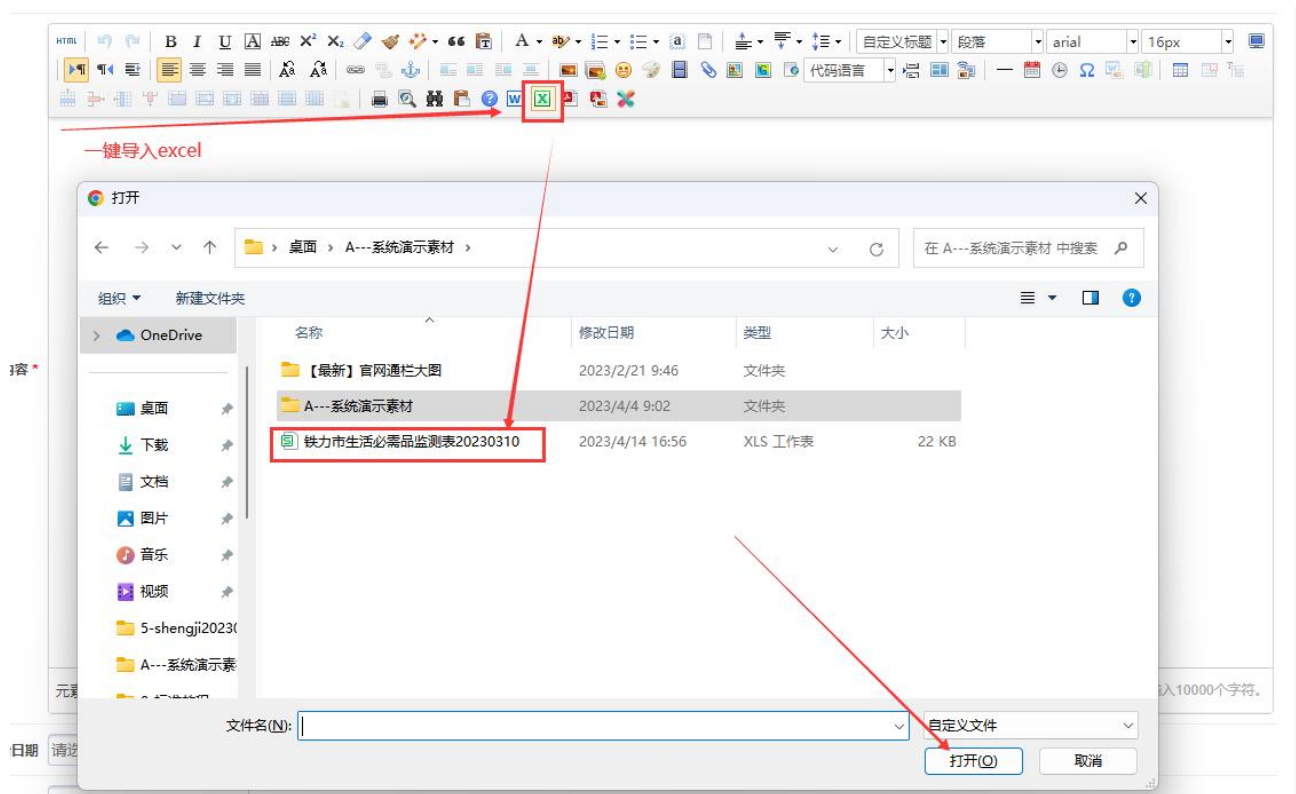 HTML B I U A ABC X² X₂ 66 A ab a 自定义标题 段落 arial 16px
代码语言 Ω
W X
一键导入excel
打开
桌面 › A---系统演示素材 ›
在 A---系统演示素材 中搜索
组织 新建文件夹
OneDrive
名称 修改日期 类型 大小
容 *
【最新】官网通栏大图 2023/2/21 9:46 文件夹
桌面
A---系统演示素材 2023/4/4 9:02 文件夹
下载
铁力市生活必需品监测表20230310 2023/4/14 16:56 XLS 工作表 22 KB
文档
图片
音乐
视频
5-shengji2023
A---系统演示素
元素
入10000个字符。
文件名(N): 自定义文件
日期 请选
打开(O) 取消